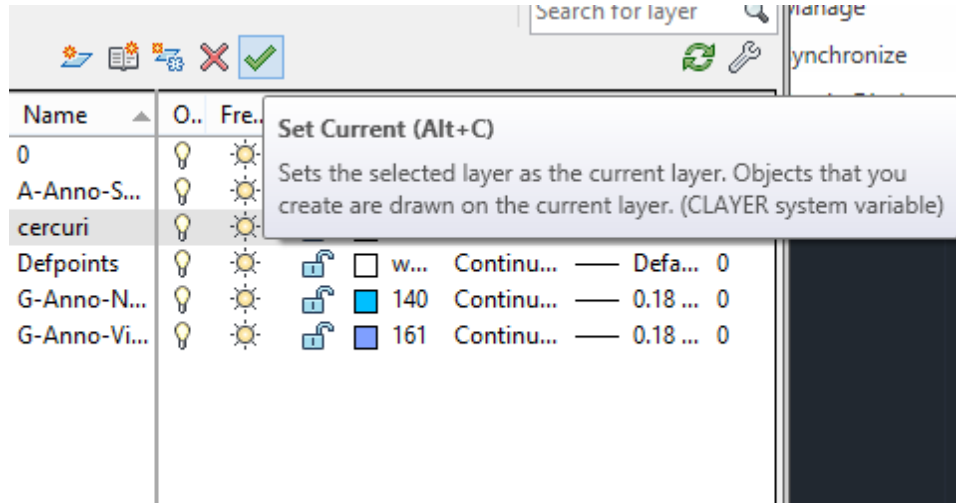 Search for layer
Manage
ynchronize
Name O.. Fre..
Set Current (Alt+C)
Sets the selected layer as the current layer. Objects that you
create are drawn on the current layer. (CLAYER system variable)
0
A-Anno-S...
cercuri
Defpoints w... Continu... Defa... 0
G-Anno-N... 140 Continu... 0.18 ... 0
G-Anno-Vi... 161 Continu... 0.18 ... 0